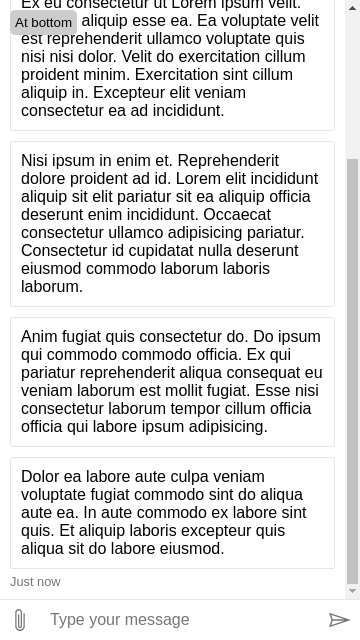 Ex eu consectetur ut Lorem ipsum velit.
At bottom
aliquip esse ea. Ea voluptate velit
est reprehenderit ullamco voluptate quis
nisi nisi dolor. Velit do exercitation cillum
proident minim. Exercitation sint cillum
aliquip in. Excepteur elit veniam
consectetur ea ad incididunt.
Nisi ipsum in enim et. Reprehenderit
dolore proident ad id. Lorem elit incididunt
aliquip sit elit pariatur sit ea aliquip officia
deserunt enim incididunt. Occaecat
consectetur ullamco adipisicing pariatur.
Consectetur id cupidatat nulla deserunt
eiusmod commodo laborum laboris
laborum.
Anim fugiat quis consectetur do. Do ipsum
qui commodo commodo officia. Ex qui
pariatur reprehenderit aliqua consequat eu
veniam laborum est mollit fugiat. Esse nisi
consectetur laborum tempor cillum officia
officia qui labore ipsum adipisicing.
Dolor ea labore aute culpa veniam
voluptate fugiat commodo sint do aliqua
aute ea. In aute commodo ex labore sint
quis. Et aliquip laboris excepteur quis
aliqua sit do labore eiusmod.
Just now
Type your message